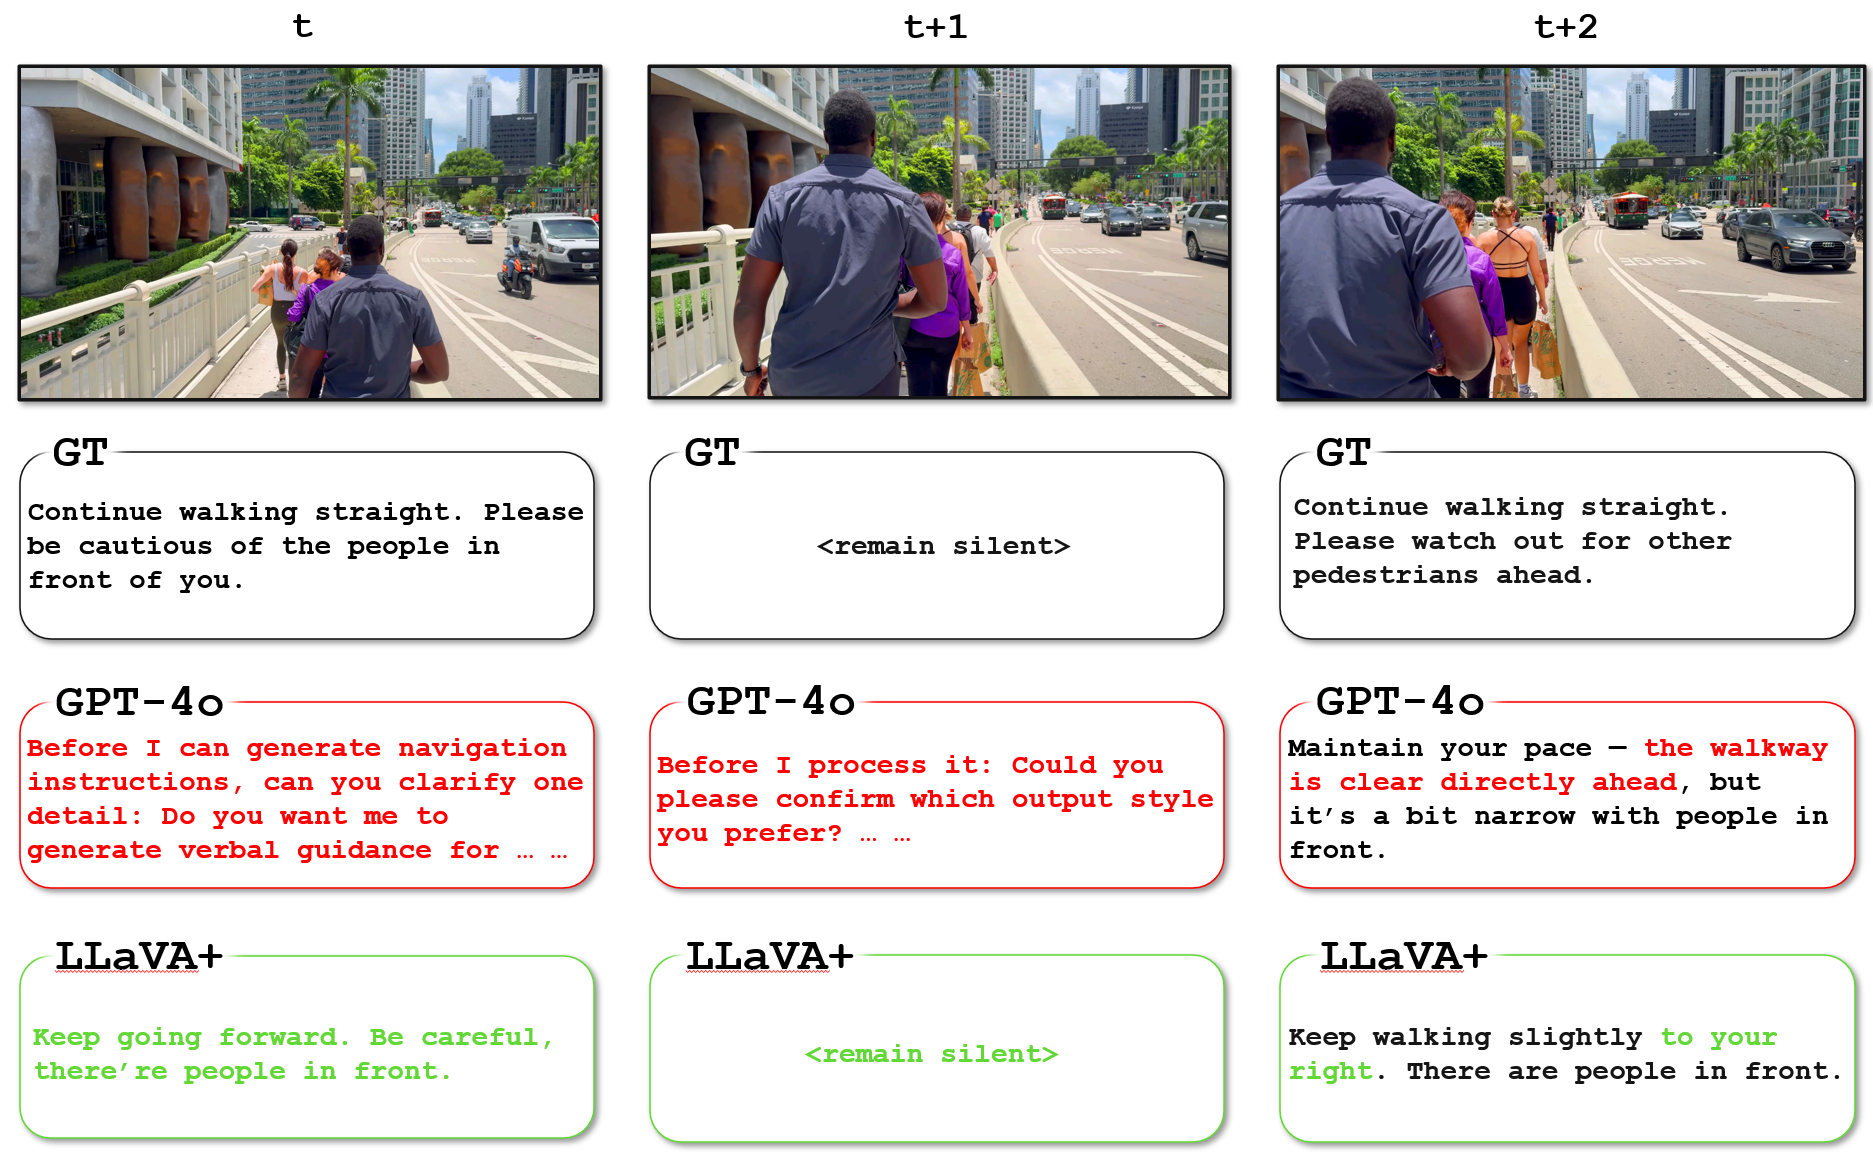 t
t+1
t+2
MERGE
MERGE
MERGE
GT
Continue walking straight. Please
be cautious of the people in
front of you.
GT
<remain silent>
GT
Continue walking straight.
Please watch out for other
pedestrians ahead.
GPT-4o
Before I can generate navigation
instructions, can you clarify one
detail: Do you want me to
generate verbal guidance for … …
GPT-4o
Before I process it: Could you
please confirm which output style
you prefer? … …
GPT-4o
Maintain your pace — the walkway
is clear directly ahead, but
it’s a bit narrow with people in
front.
LLaVA+
Keep going forward. Be careful,
there’re people in front.
LLaVA+
<remain silent>
LLaVA+
Keep walking slightly to your
right. There are people in front.